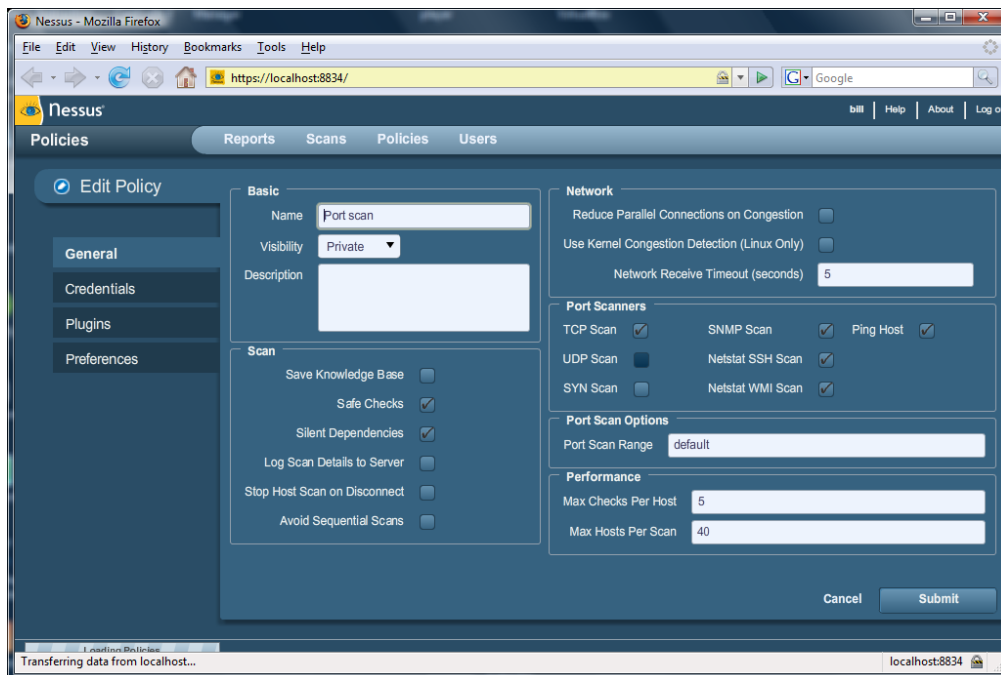 Nessus - Mozilla Firefox
File Edit View History Bookmarks Tools Help
https://localhost:8834/
G Google
nessus
bill Help About Log o
Policies
Reports Scans Policies Users
Edit Policy
General
Credentials
Plugins
Preferences
Basic
Name Port scan
Visibility Private
Description
Scan
Save Knowledge Base
Safe Checks
Silent Dependencies
Log Scan Details to Server
Stop Host Scan on Disconnect
Avoid Sequential Scans
Network
Reduce Parallel Connections on Congestion
Use Kernel Congestion Detection (Linux Only)
Network Receive Timeout (seconds) 5
Port Scanners
TCP Scan SNMP Scan Ping Host
UDP Scan Netstat SSH Scan
SYN Scan Netstat WMI Scan
Port Scan Options
Port Scan Range default
Performance
Max Checks Per Host 5
Max Hosts Per Scan 40
Cancel Submit
Loading Policies
Transferring data from localhost... localhost:8834